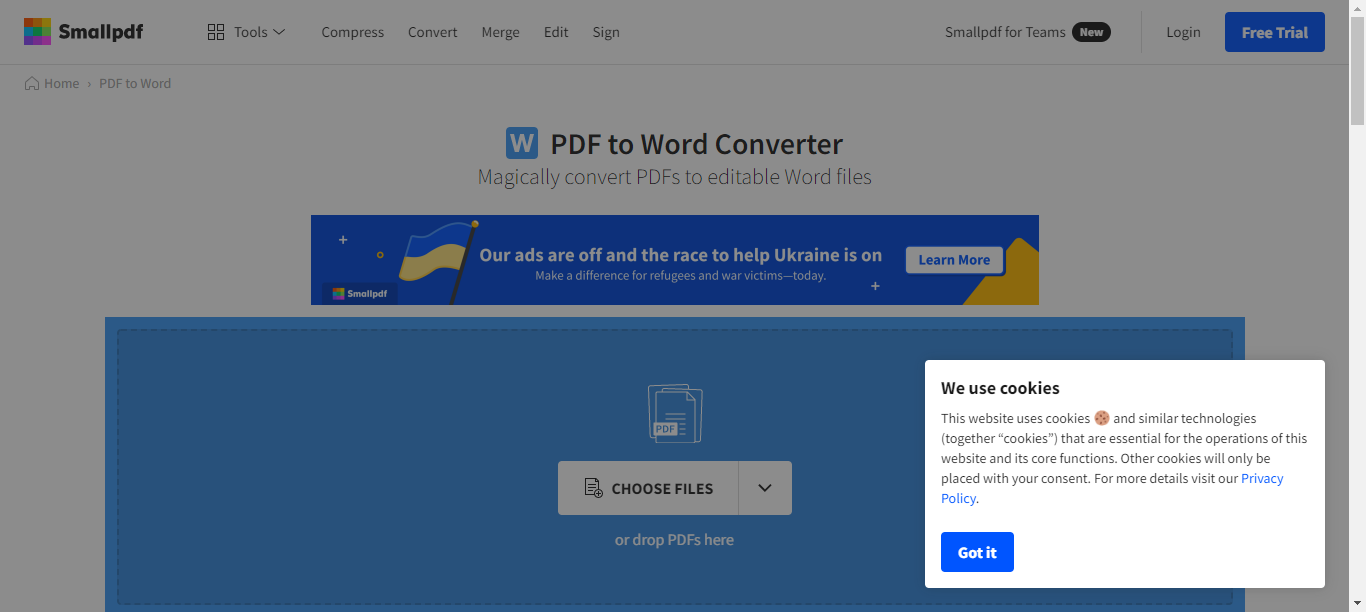 Smallpdf
Tools
Compress
Convert
Merge
Edit
Sign
Smallpdf for Teams New
Login
Free Trial
Home › PDF to Word
W PDF to Word Converter
Magically convert PDFs to editable Word files
Our ads are off and the race to help Ukraine is on
Make a difference for refugees and war victims—today.
Learn More
Smallpdf
PDF
CHOOSE FILES
or drop PDFs here
We use cookies
This website uses cookies 🍪 and similar technologies
(together “cookies”) that are essential for the operations of this
website and its core functions. Other cookies will only be
placed with your consent. For more details visit our Privacy
Policy.
Got it